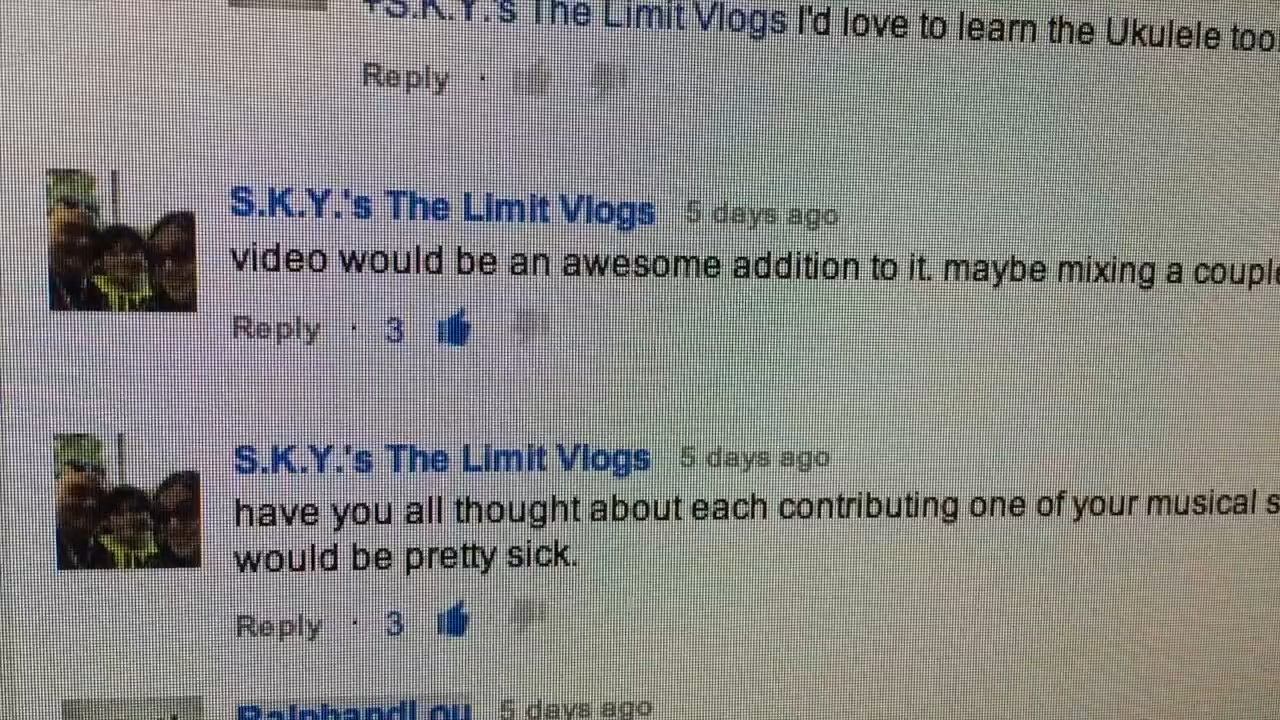 +S.K.Y.'s The Limit Vlogs I'd love to learn the Ukulele too
Reply ·
S.K.Y.'s The Limit Vlogs 5 days ago
video would be an awesome addition to it. maybe mixing a coupl
Reply · 3
S.K.Y.'s The Limit Vlogs 5 days ago
have you all thought about each contributing one of your musical s
would be pretty sick.
Reply · 3
RalphandLou 5 days ago